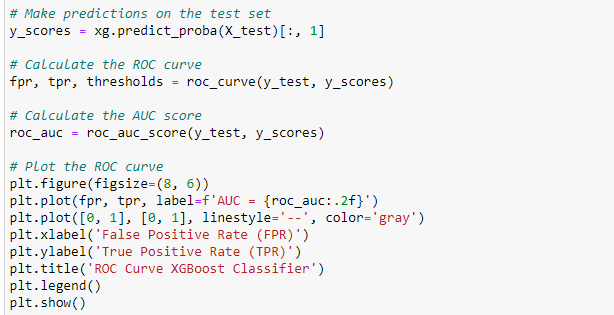 # Make predictions on the test set
y_scores = xg.predict_proba(X_test)[:, 1]
# Calculate the ROC curve
fpr, tpr, thresholds = roc_curve(y_test, y_scores)
# Calculate the AUC score
roc_auc = roc_auc_score(y_test, y_scores)
# Plot the ROC curve
plt.figure(figsize=(8, 6))
plt.plot(fpr, tpr, label=f'AUC = {roc_auc:.2f}')
plt.plot([0, 1], [0, 1], linestyle='--', color='gray')
plt.xlabel('False Positive Rate (FPR)')
plt.ylabel('True Positive Rate (TPR)')
plt.title('ROC Curve XGBoost Classifier')
plt.legend()
plt.show()